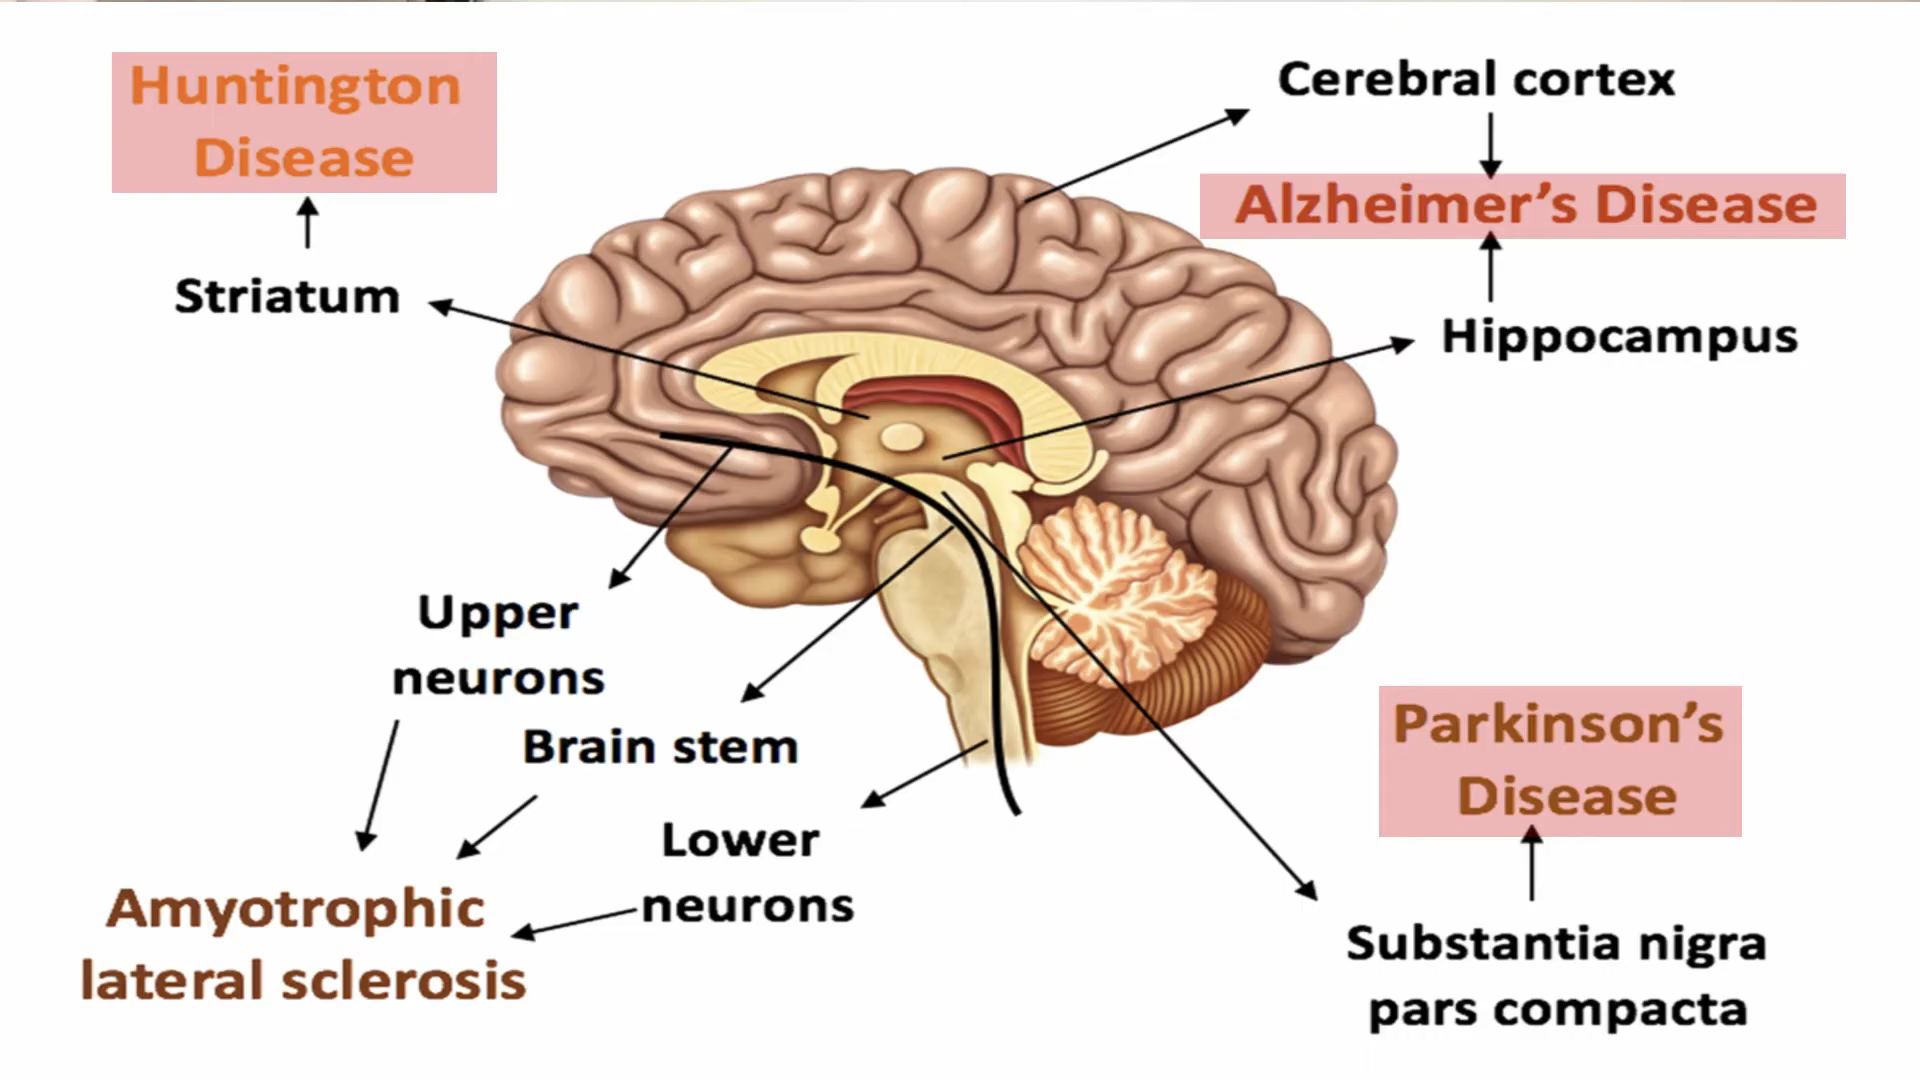 Huntington
Disease
Striatum
Cerebral cortex
Alzheimer's Disease
Hippocampus
Upper
neurons
Brain stem
Lower
neurons
Amyotrophic
lateral sclerosis
Parkinson's
Disease
Substantia nigra
pars compacta